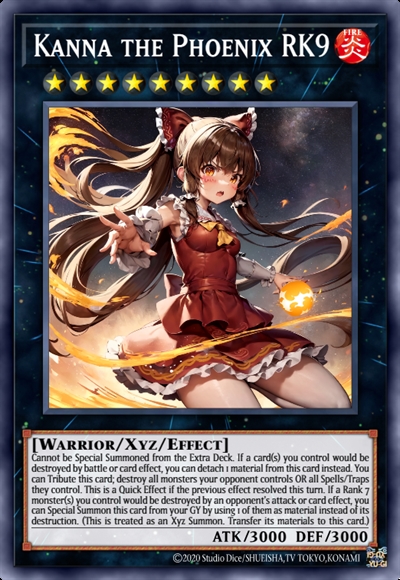 KANNA THE PHOENIX RK9
FIRE
炎
[WARRIOR/XYZ/EFFECT]
Cannot be Special Summoned from the Extra Deck. If a card(s) you control would be
destroyed by battle or card effect, you can detach 1 material from this card instead. You
can Tribute this card; destroy all monsters your opponent controls OR all Spells/Traps
they control. This is a Quick Effect if the previous effect resolved this turn. If a Rank 7
monster(s) you control would be destroyed by an opponent's attack or card effect, you
can Special Summon this card from your GY by using 1 of them as material instead of its
destruction. (This is treated as an Xyz Summon. Transfer its materials to this card.)
ATK/3000 DEF/3000
©2020 Studio Dice/SHUEISHA,TV TOKYO,KONAMI